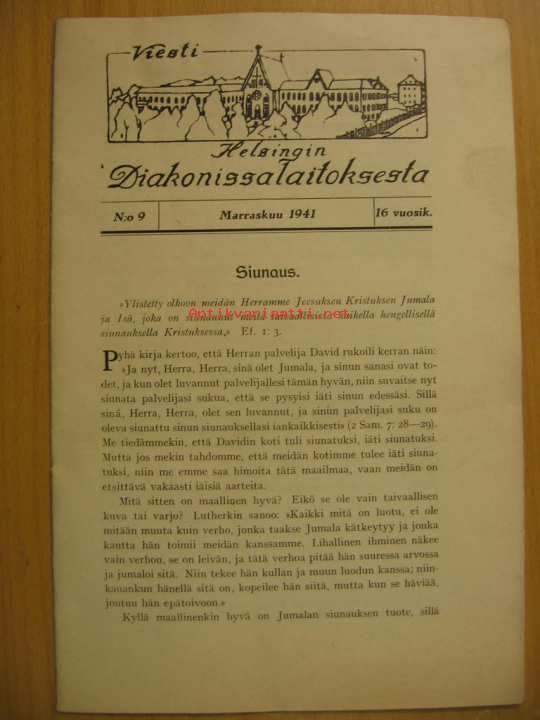 Viesti
Helsingin
Diakonissalaitoksesta
N:o 9 Marraskuu 1941 16 vuosik.
Siunaus.
»Ylistetty olkoon meidän Herramme Jeesuksen Kristuksen Jumala
ja Isä, joka on siunannut meitä taivaallisissa kaikella hengellisellä
siunauksella Kristuksessa.» Ef. 1: 3.
Antikvariaatti.net
Pyhä kirja kertoo, että Herran palvelija David rukoili kerran näin:
»Ja nyt, Herra, Herra, sinä olet Jumala, ja sinun sanasi ovat to-
det, ja kun olet luvannut palvelijallesi tämän hyvän, niin suvaitse nyt
siunata palvelijasi sukua, että se pysyisi iäti sinun edessäsi. Sillä
sinä, Herra, Herra, olet sen luvannut, ja sinun palvelijasi suku on
oleva siunattu sinun siunauksellasi iankaikkisesti» (2 Sam. 7: 28—29).
Me tiedämmekin, että Davidin koti tuli siunatuksi, iäti siunatuksi.
Mutta jos mekin tahdomme, että meidän kotimme tulee iäti siuna-
tuksi, niin me emme saa himoita tätä maailmaa, vaan meidän on
etsittävä vakaasti iäisiä aarteita.
Mitä sitten on maallinen hyvä? Eikö se ole vain taivaallisen
kuva tai varjo? Lutherkin sanoo: »Kaikki mitä on luotu, ei ole
mitään muuta kuin verho, jonka taakse Jumala kätkeytyy ja jonka
kautta hän toimii meidän kanssamme. Lihallinen ihminen näkee
vain verhon, se on leivän, ja tätä verhoa pitää hän suuressa arvossa
ja jumaloi sitä. Niin tekee hän kullan ja muun luodun kanssa; niin-
kauankun hänellä sitä on, kopeilee hän siitä, mutta kun se häviää,
joutuu hän epätoivoon.»
Kyllä maallinenkin hyvä on Jumalan siunauksen tuote, sillä